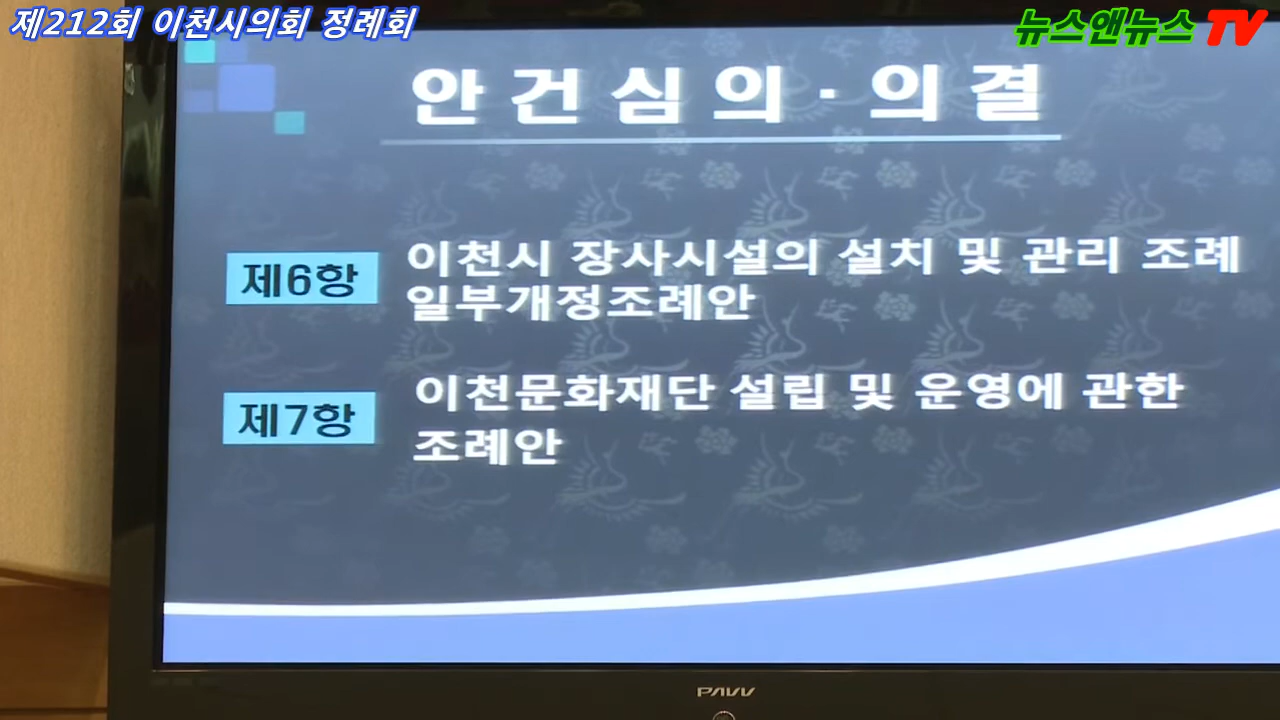 제212회 이천시의회 정례회
뉴스앤뉴스 TV
안건심의·의결
제6항
이천시 장사시설의 설치 및 관리 조례
일부개정조례안
제7항
이천문화재단 설립 및 운영에 관한
조례안
PAVV